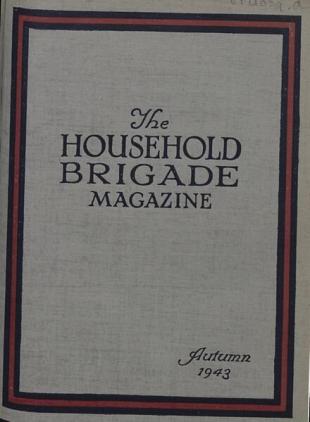 The
HOUSEHOLD
BRIGADE
MAGAZINE
Autumn
1943